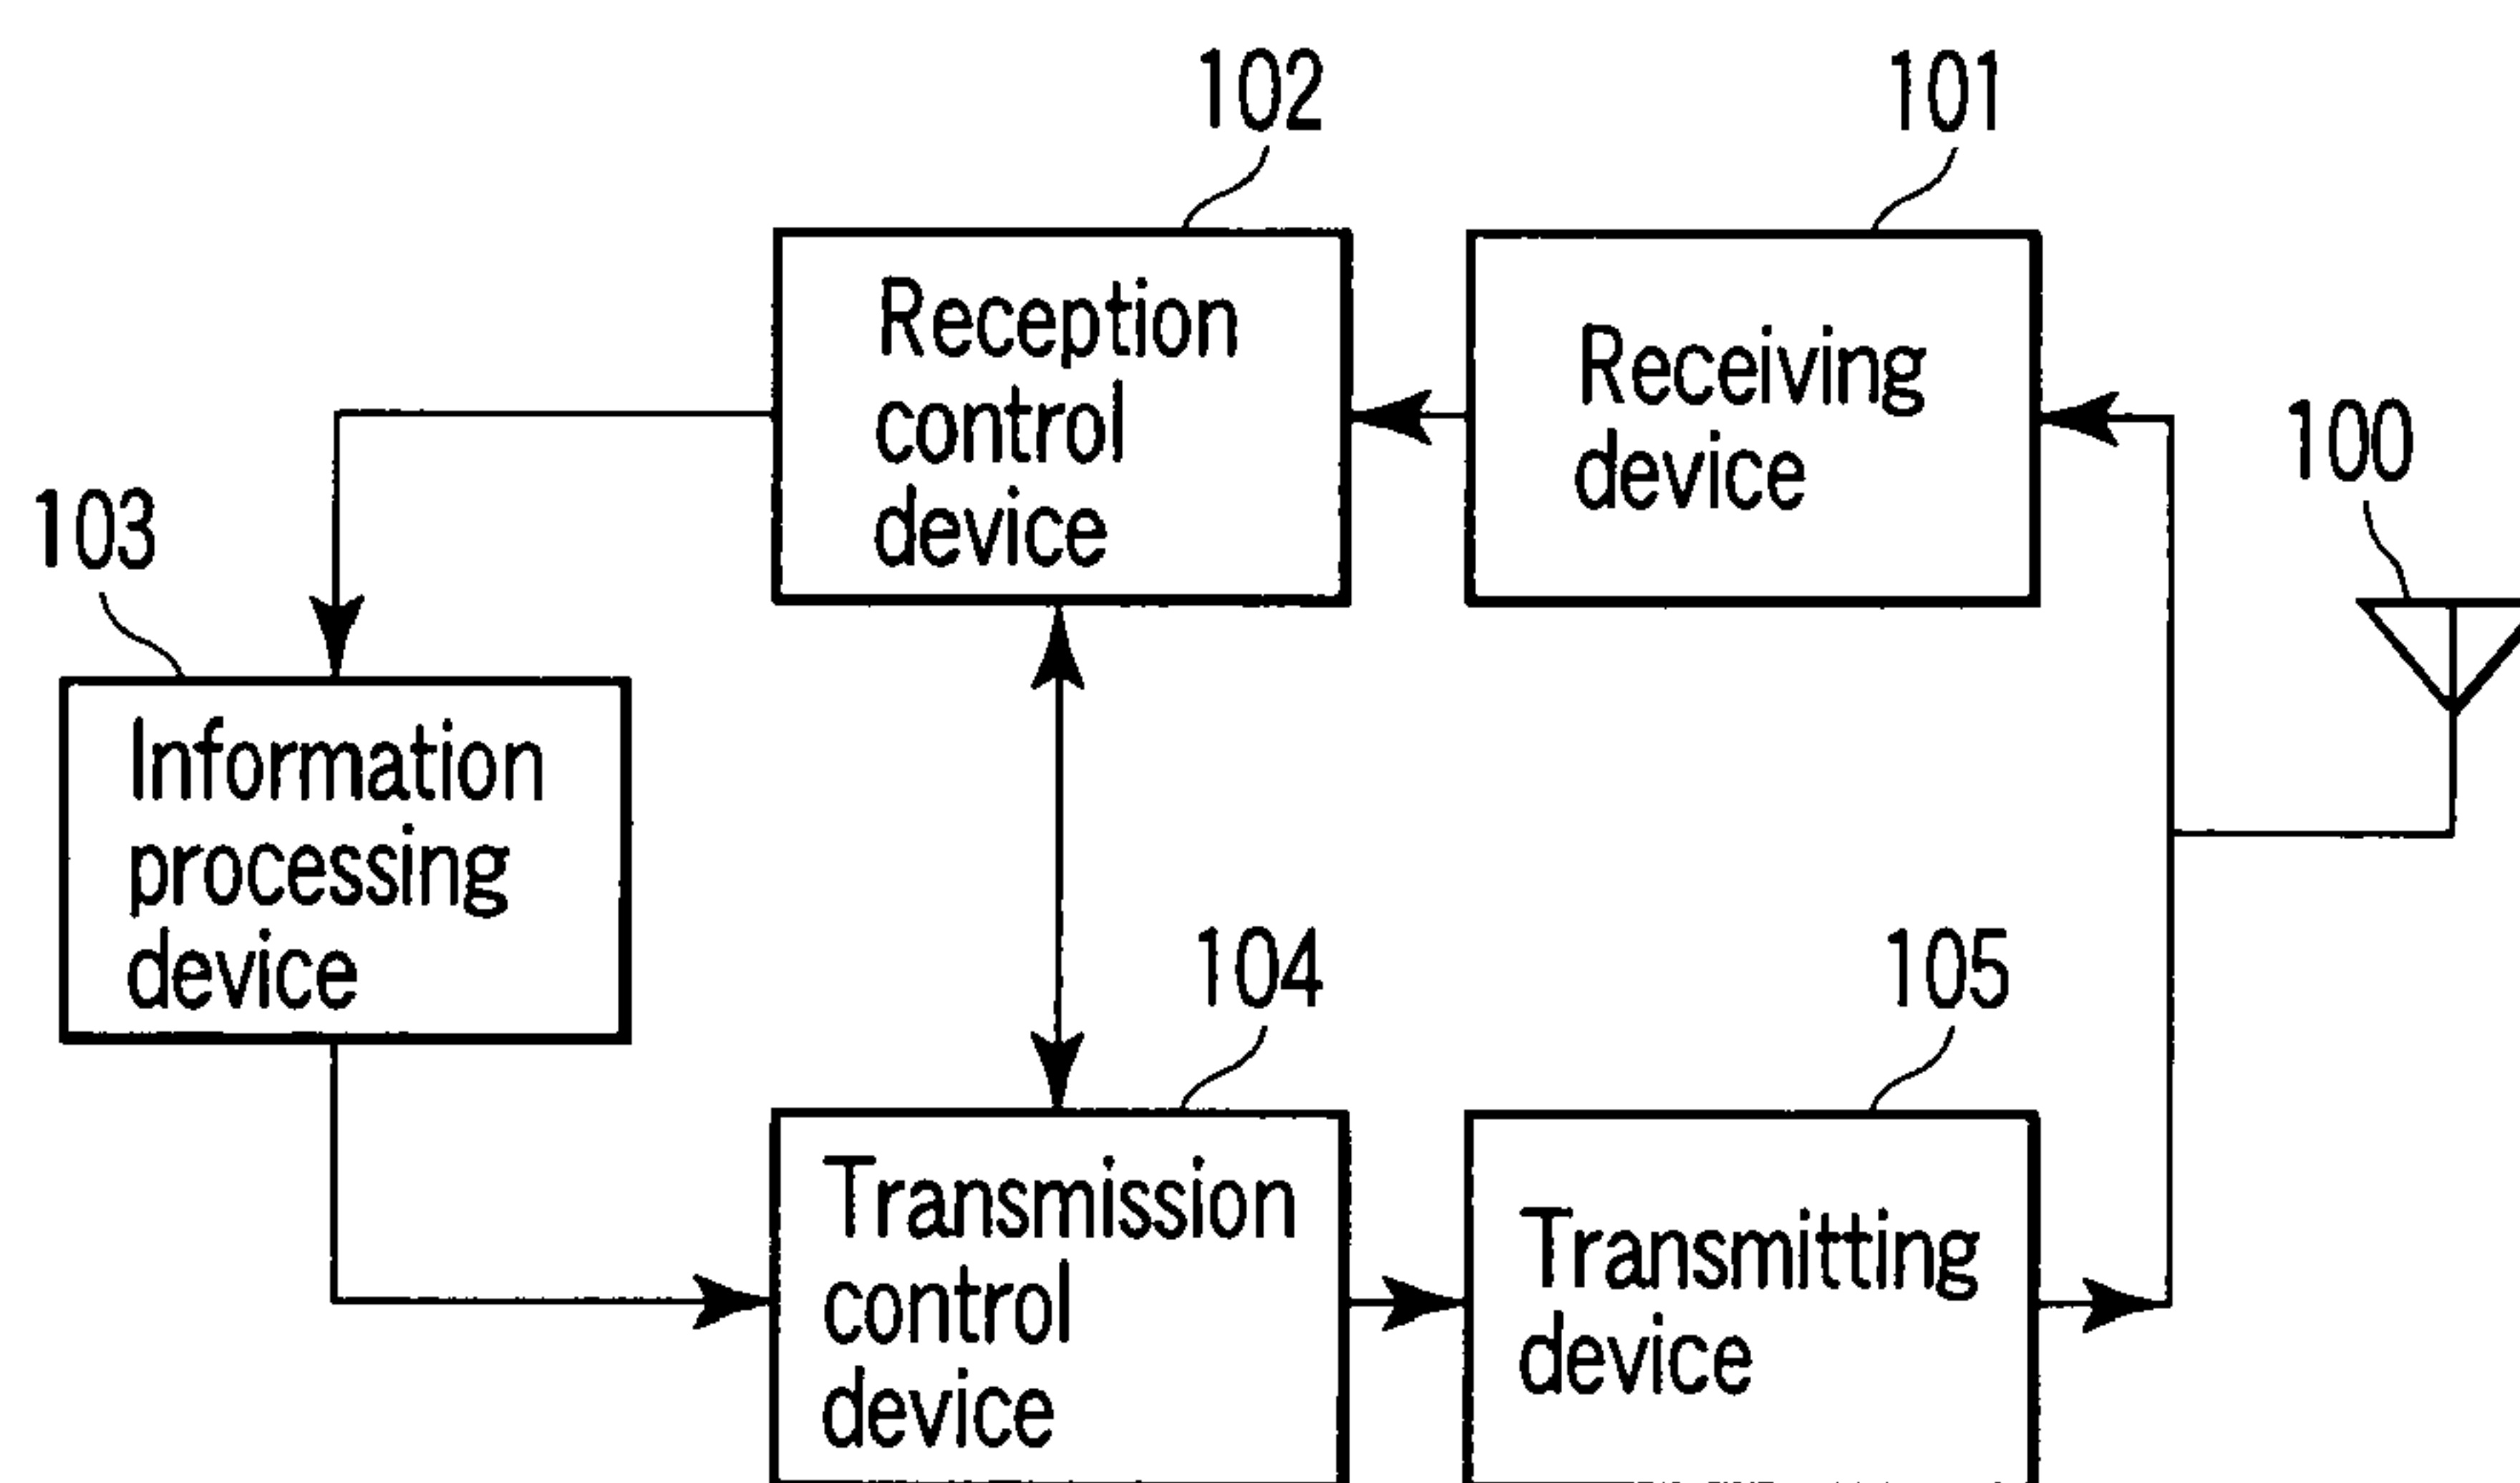 102
101
Reception
control
device
Receiving
device
100
103
Information
processing
device
104
105
Transmission
control
device
Transmitting
device